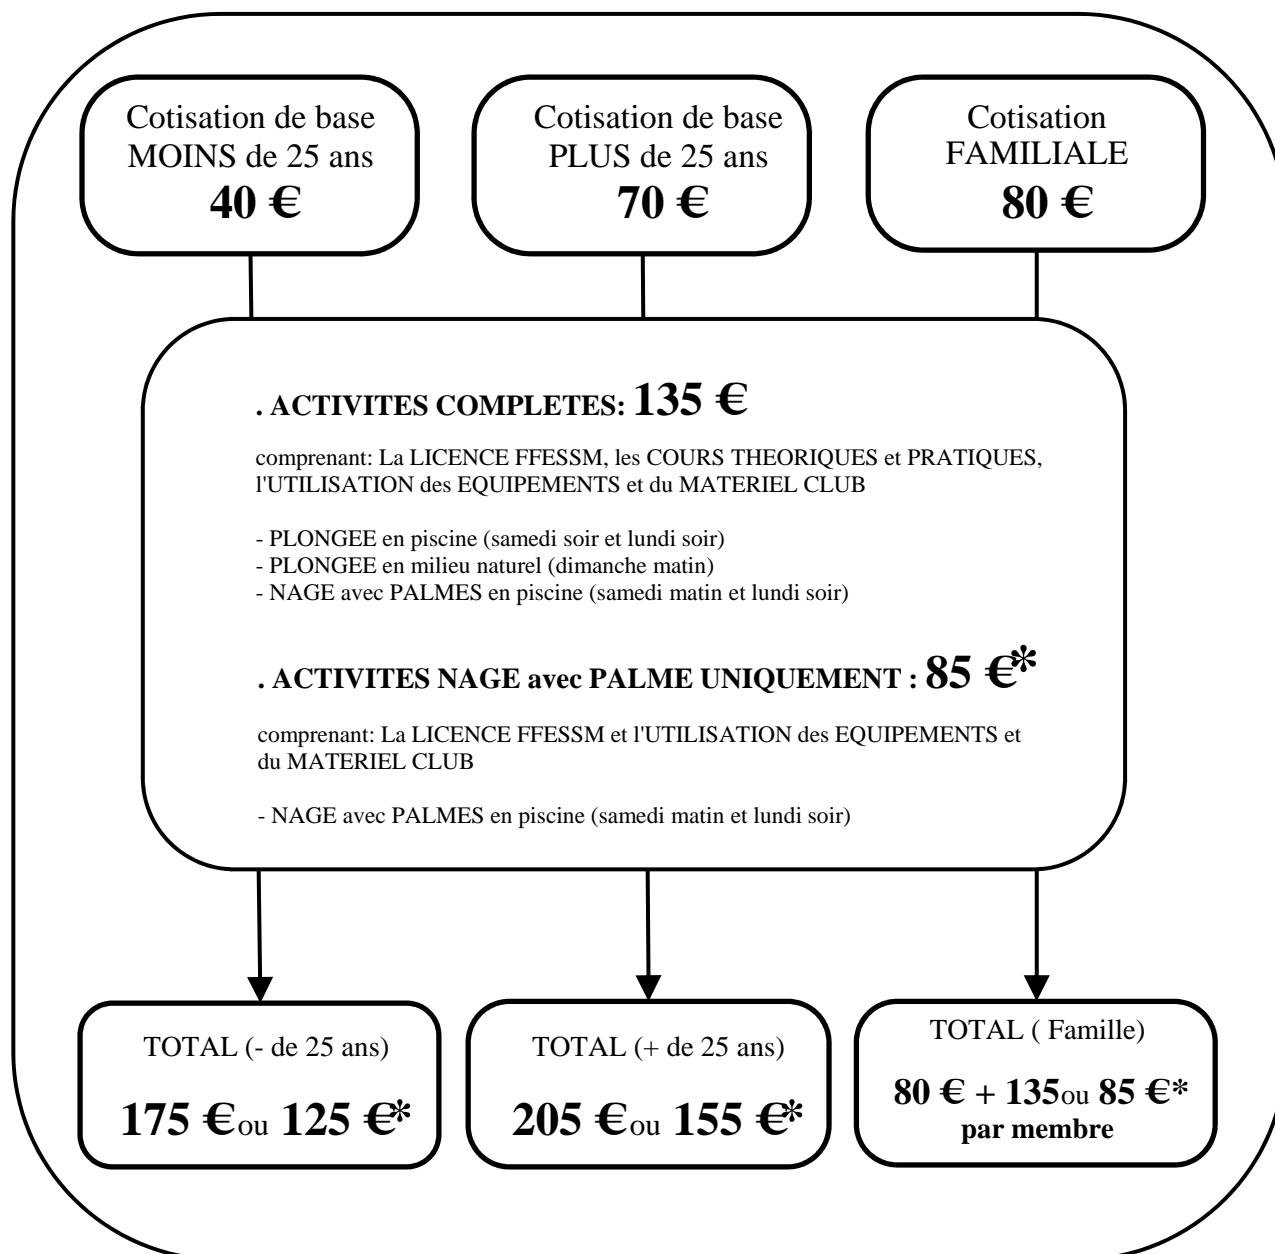 Cotisation de base
MOINS de 25 ans
40 €
Cotisation de base
PLUS de 25 ans
70 €
Cotisation
FAMILIALE
80 €
. ACTIVITES COMPLETES: 135 €
comprenant: La LICENCE FFESSM, les COURS THEORIQUES et PRATIQUES,
l'UTILISATION des EQUIPEMENTS et du MATERIEL CLUB
- PLONGEE en piscine (samedi soir et lundi soir)
- PLONGEE en milieu naturel (dimanche matin)
- NAGE avec PALMES en piscine (samedi matin et lundi soir)
. ACTIVITES NAGE avec PALME UNIQUEMENT : 85 €*
comprenant: La LICENCE FFESSM et l'UTILISATION des EQUIPEMENTS et
du MATERIEL CLUB
- NAGE avec PALMES en piscine (samedi matin et lundi soir)
TOTAL (- de 25 ans)
175 €ou 125 €*
TOTAL (+ de 25 ans)
205 €ou 155 €*
TOTAL ( Famille)
80 € + 135ou 85 €*
par membre